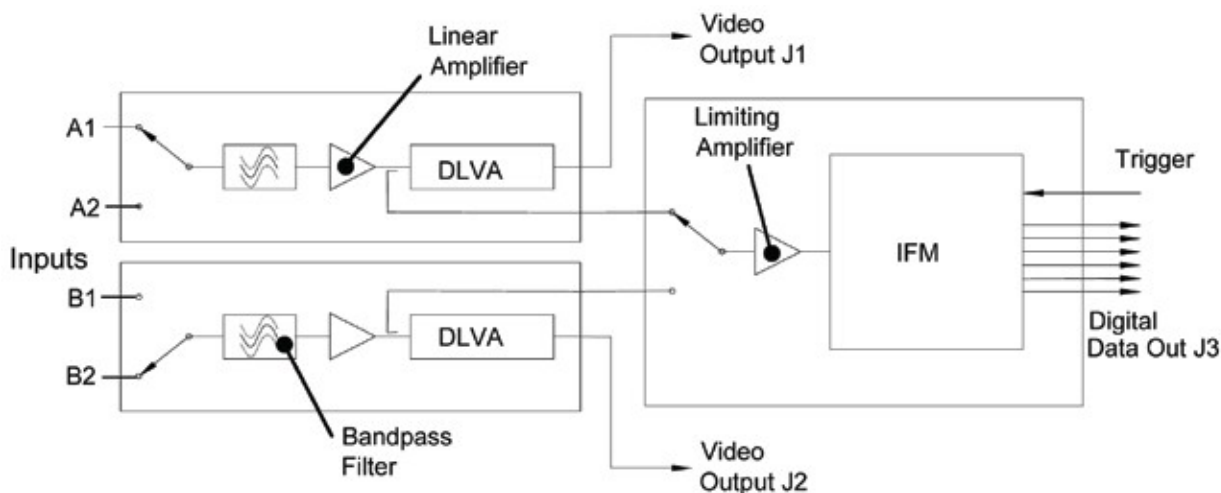 Video
Output J1
Linear
Amplifier
A1
A2
DLVA
Limiting
Amplifier
Trigger
IFM
Inputs
B1
B2
DLVA
Digital
Data Out J3
Bandpass
Filter
Video
Output J2